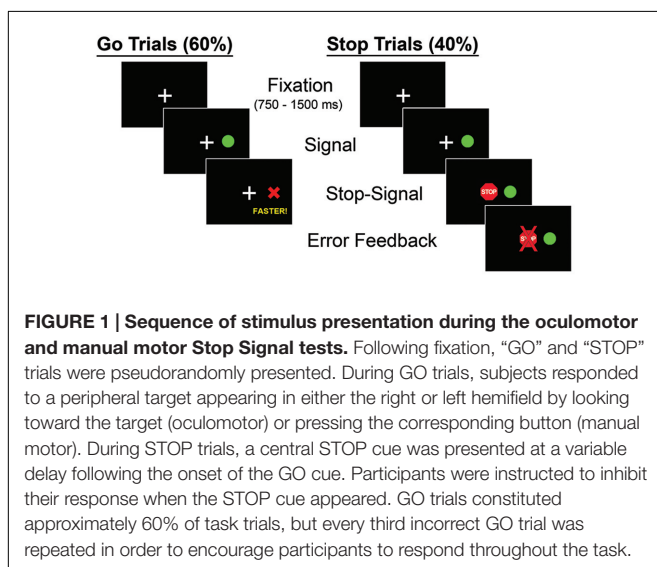 Go Trials (60%) Stop Trials (40%)
Fixation
(750 - 1500 ms)
Signal
FASTER!
Stop-Signal
STOP
Error Feedback
STOP
FIGURE 1 | Sequence of stimulus presentation during the oculomotor
and manual motor Stop Signal tests. Following fixation, “GO” and “STOP”
trials were pseudorandomly presented. During GO trials, subjects responded
to a peripheral target appearing in either the right or left hemifield by looking
toward the target (oculomotor) or pressing the corresponding button (manual
motor). During STOP trials, a central STOP cue was presented at a variable
delay following the onset of the GO cue. Participants were instructed to inhibit
their response when the STOP cue appeared. GO trials constituted
approximately 60% of task trials, but every third incorrect GO trial was
repeated in order to encourage participants to respond throughout the task.